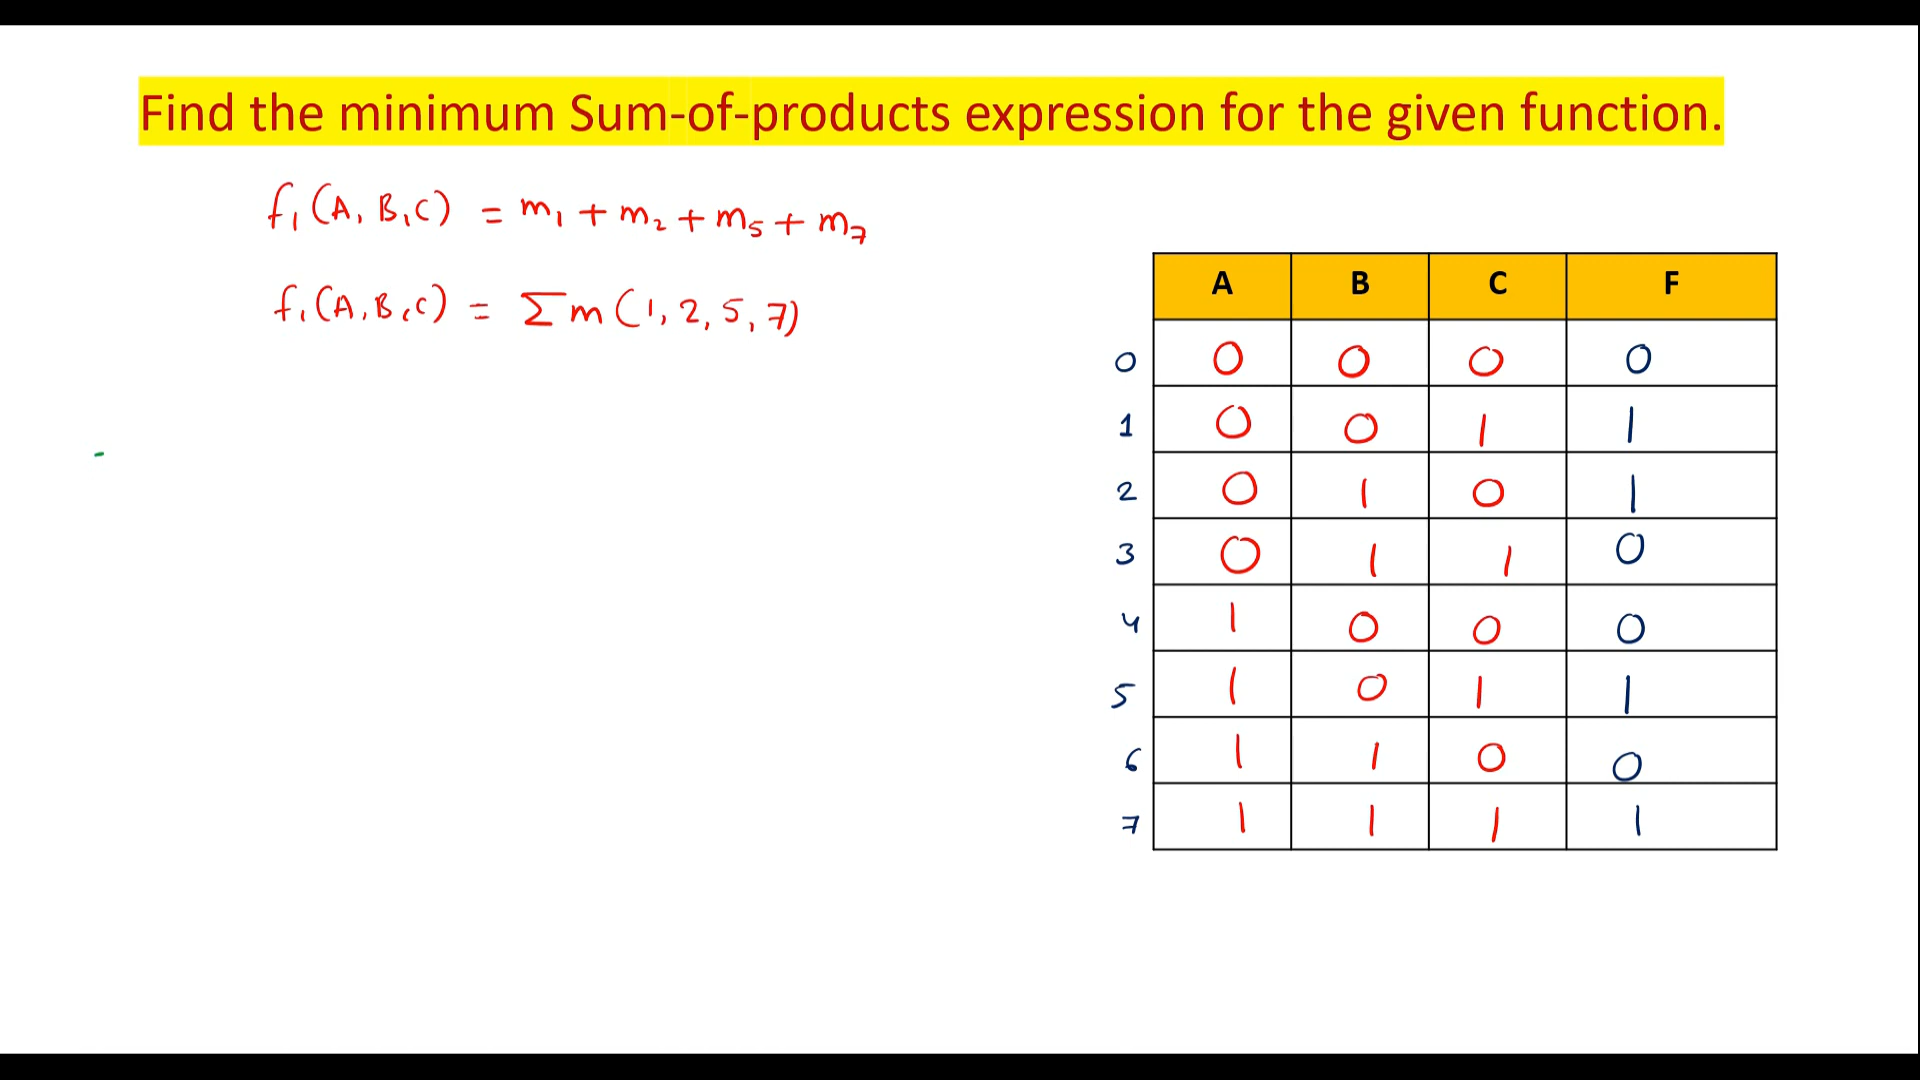 Find the minimum Sum-of-products expression for the given function.
f₁(A, B, C) = m₁ + m₂ + m₅ + m₇
f₁(A, B, C) = Σm(1, 2, 5, 7)
A B C F
0 0 0 0 0
1 0 0 1 1
2 0 1 0 1
3 0 1 1 0
4 1 0 0 0
5 1 0 1 1
6 1 1 0 0
7 1 1 1 1